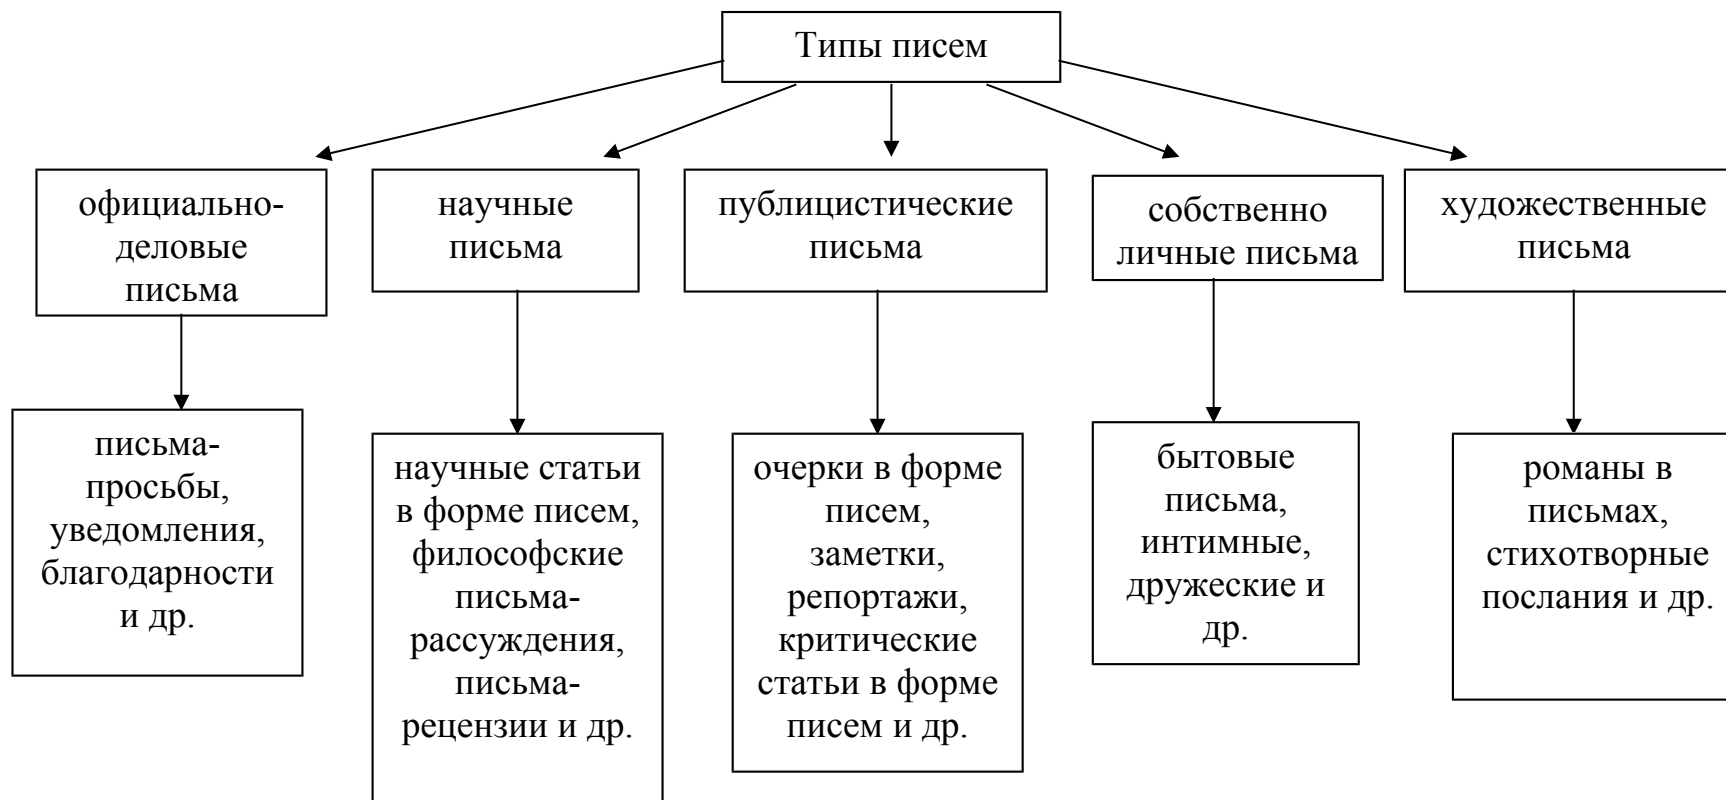 Типы писем
официально-
деловые
письма
научные
письма
публицистические
письма
собственно
личные письма
художественные
письма
письма-
просьбы,
уведомления,
благодарности
и др.
научные статьи
в форме писем,
философские
письма-
рассуждения,
письма-
рецензии и др.
очерки в форме
писем,
заметки,
репортажи,
критические
статьи в форме
писем и др.
бытовые
письма,
интимные,
дружеские и
др.
романы в
письмах,
стихотворные
послания и др.